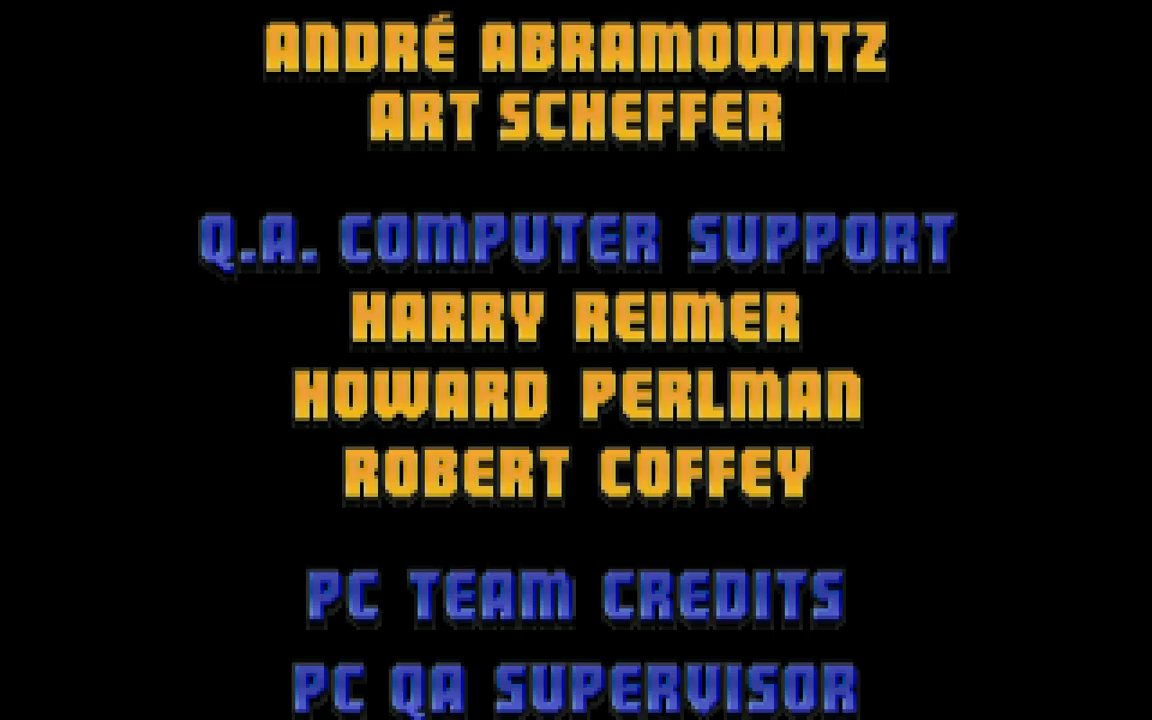 ANDRÉ ABRAMOWITZ
ART SCHEFFER
Q.A. COMPUTER SUPPORT
HARRY REIMER
HOWARD PERLMAN
ROBERT COFFEY
PC TEAM CREDITS
PC QA SUPERVISOR